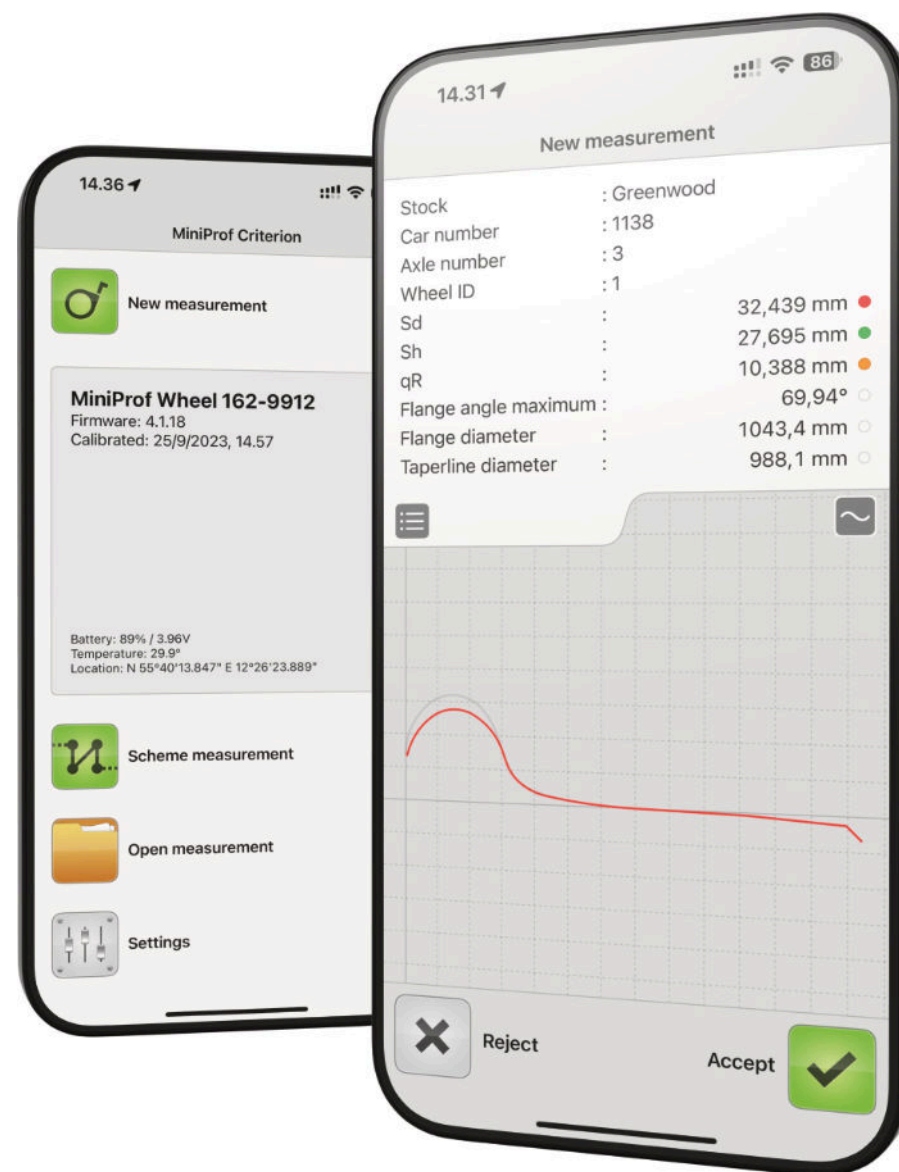 14.36
MiniProf Criterion
New measurement
MiniProf Wheel 162-9912
Firmware: 4.1.18
Calibrated: 25/9/2023, 14.57
Battery: 89% / 3.96V
Temperature: 29.9°
Location: N 55°40'13.847" E 12°26'23.889"
Scheme measurement
Open measurement
Settings
14.31
86
New measurement
Stock : Greenwood
Car number : 1138
Axle number : 3
Wheel ID : 1
Sd : 32,439 mm
Sh : 27,695 mm
qR : 10,388 mm
Flange angle maximum : 69,94°
Flange diameter : 1043,4 mm
Taperline diameter : 988,1 mm
Reject
Accept